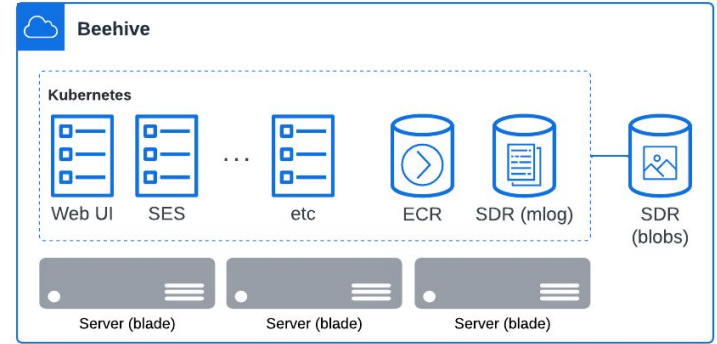 Beehive
Kubernetes
Web UI
SES
...
etc
ECR
SDR (mlog)
SDR
(blobs)
Server (blade)
Server (blade)
Server (blade)